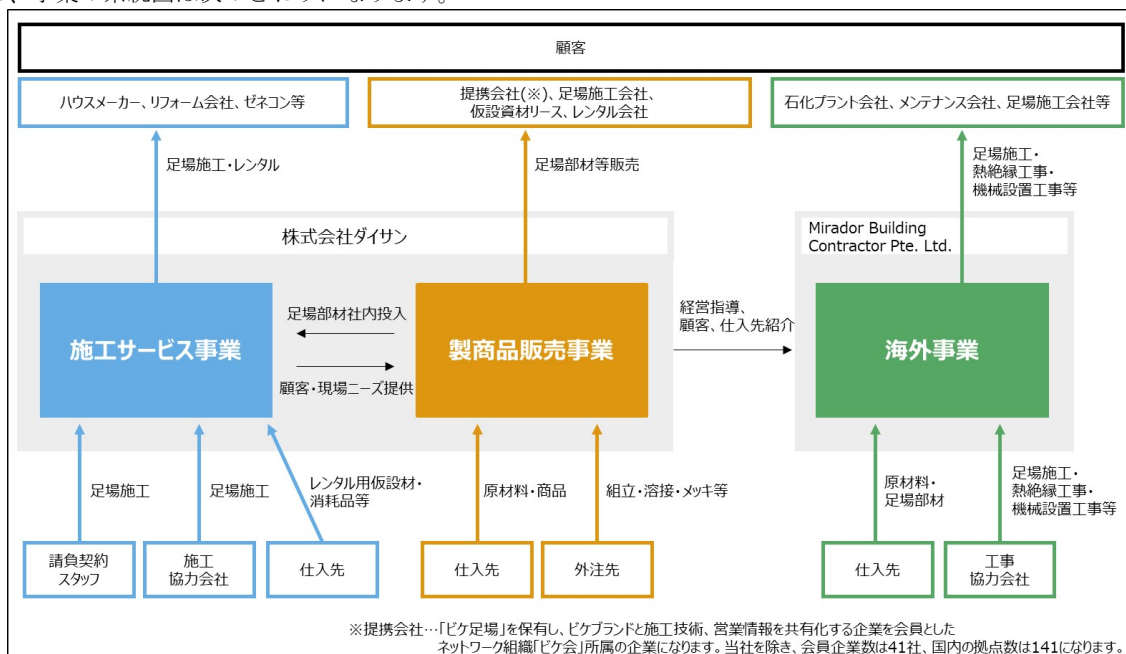 顧客
ハウスメーカー、リフォーム会社、ゼネコン等
提携会社(※)、足場施工会社、
仮設資材リース、レンタル会社
石化プラント会社、メンテナンス会社、足場施工会社等
足場施工・レンタル
足場部材等販売
足場施工・
熱絶縁工事・
機械設置工事等
株式会社ダイサン
Mirador Building
Contractor Pte. Ltd.
施工サービス事業
足場部材社内投入
顧客・現場ニーズ提供
製商品販売事業
経営指導、
顧客、仕入先紹介
海外事業
足場施工
足場施工
レンタル用仮設材・
消耗品等
原材料・商品
組立・溶接・メッキ等
原材料・
足場部材
足場施工・
熱絶縁工事・
機械設置工事等
請負契約
スタッフ
施工
協力会社
仕入先
仕入先
外注先
仕入先
工事
協力会社
※提携会社…「ビケ足場」を保有し、ビケブランドと施工技術、営業情報を共有化する企業を会員とした
ネットワーク組織「ビケ会」所属の企業になります。当社を除き、会員企業数は41社、国内の拠点数は141になります。